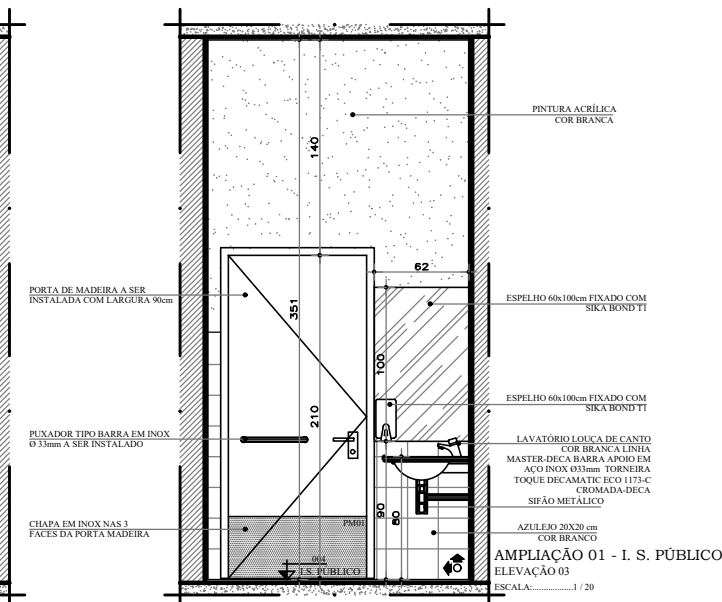 PINTURA ACRÍLICA
COR BRANCA
140
62
PORTA DE MADEIRA A SER
INSTALADA COM LARGURA 90cm
351
ESPELHO 60x100cm FIXADO COM
SIKA BOND T1
100
210
ESPELHO 60x100cm FIXADO COM
SIKA BOND T1
PUXADOR TIPO BARRA EM INOX
Ø 33mm A SER INSTALADO
LAVATÓRIO LOUÇA DE CANTO
COR BRANCA LINHA
MASTER-DECA BARRA APOIO EM
AÇO INOX Ø33mm TORNEIRA
TOQUE DECAMATIC ECO 1173-C
CROMADA-DECA
SIFÃO METÁLICO
90
80
CHAPA EM INOX NAS 3
FACES DA PORTA MADEIRA
PM01
AZULEJO 20X20 cm
COR BRANCO
004
I.S. PÚBLICO
AMPLIAÇÃO 01 - I. S. PÚBLICO
ELEVAÇÃO 03
ESCALA:..................1 / 20